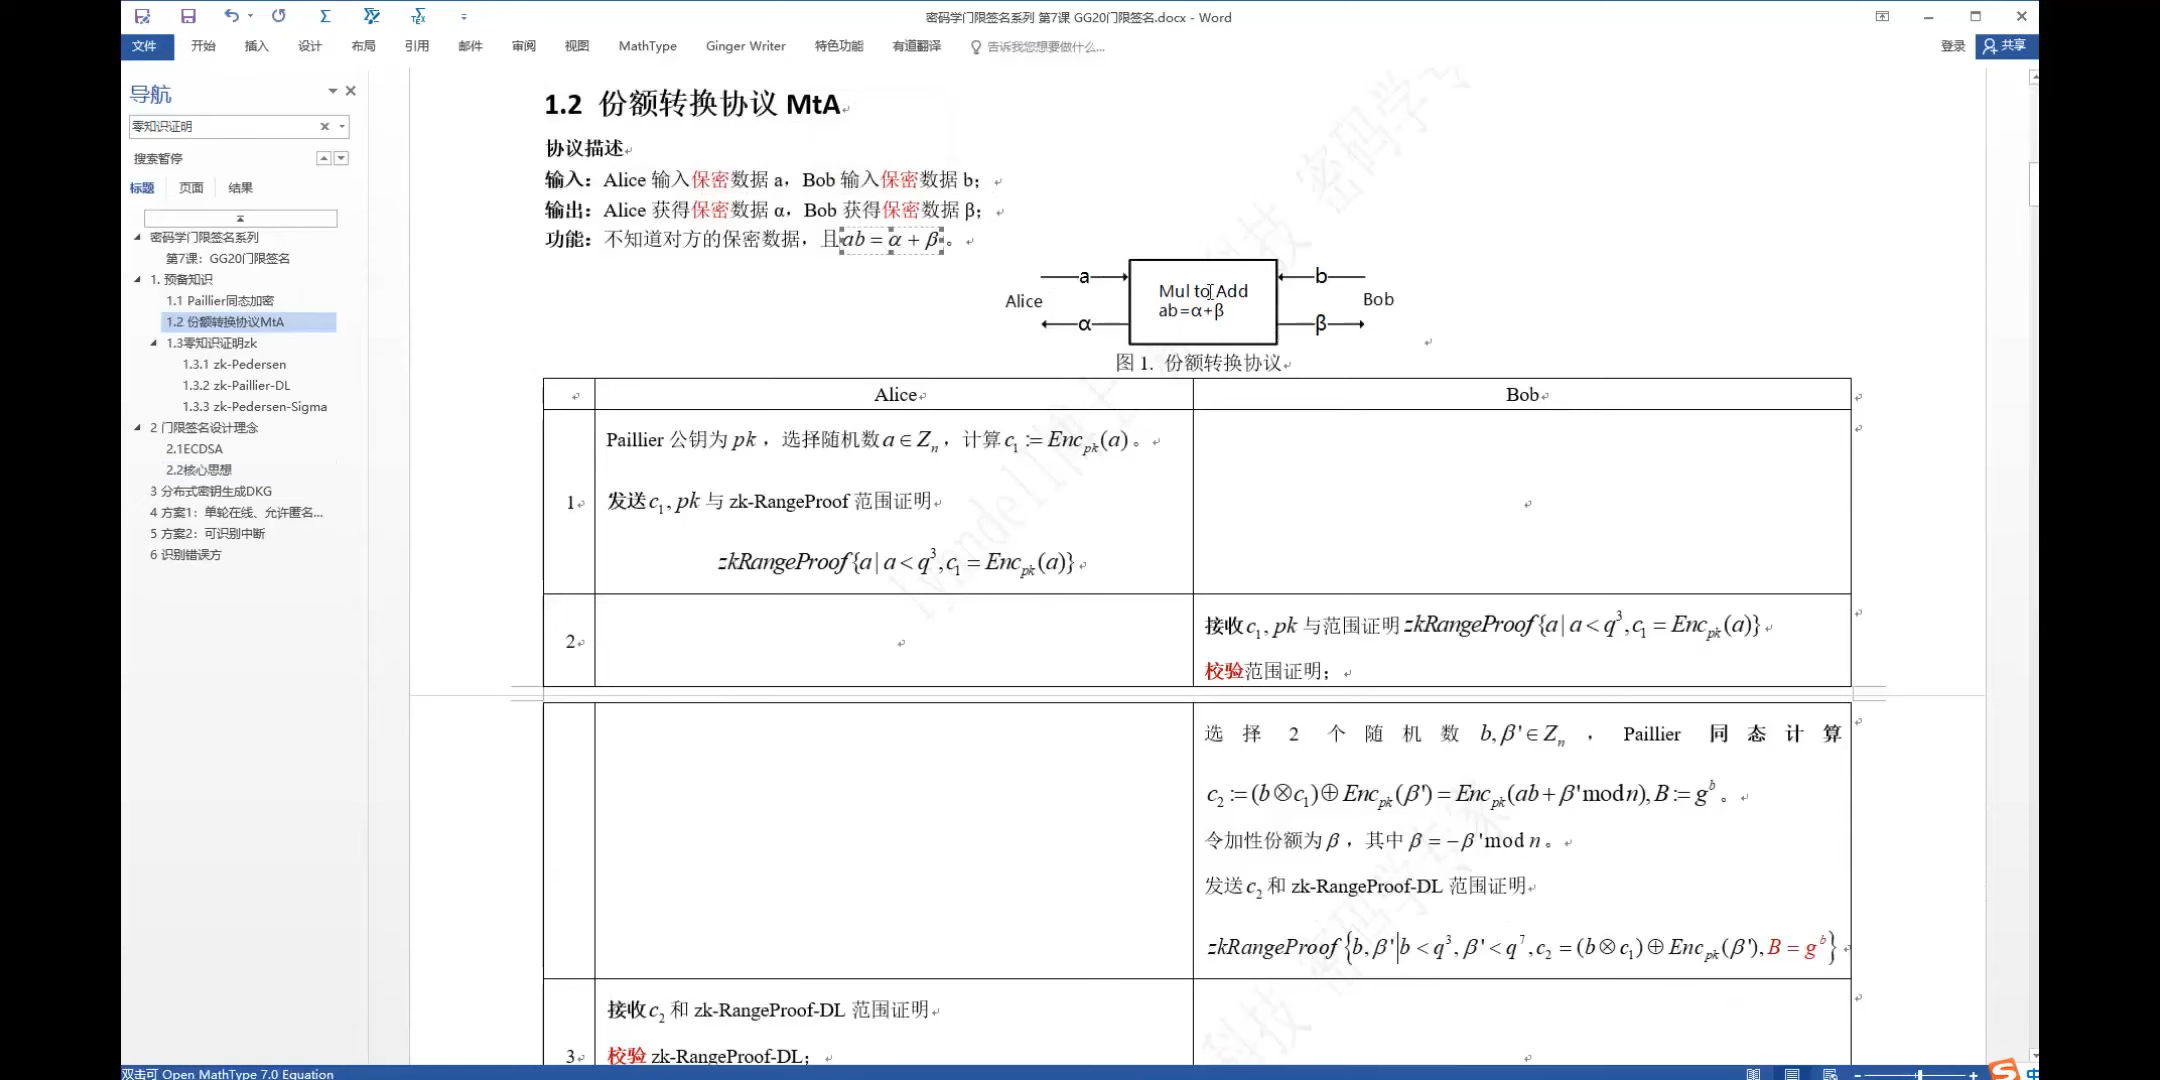 密码学门限签名系列 第7课 GG20门限签名.docx - Word
文件 开始 插入 设计 布局 引用 邮件 审阅 视图 MathType Ginger Writer 特色功能 有道翻译 告诉我您想要做什么... 登录 共享
导航
零知识证明
搜索暂停
标题 页面 结果
密码学门限签名系列
第7课：GG20门限签名
1. 预备知识
1.1 Paillier同态加密
1.2 份额转换协议MtA
1.3零知识证明zk
1.3.1 zk-Pedersen
1.3.2 zk-Paillier-DL
1.3.3 zk-Pedersen-Sigma
2 门限签名设计理念
2.1ECDSA
2.2核心思想
3 分布式密钥生成DKG
4 方案1：单轮在线、允许匿名...
5 方案2：可识别中断
6 识别错误方
1.2 份额转换协议 MtA
协议描述
输入：Alice 输入保密数据 a，Bob 输入保密数据 b；
输出：Alice 获得保密数据 α，Bob 获得保密数据 β；
功能：不知道对方的保密数据，且 ab = α + β 。
a b
Mul to Add
Alice Bob
ab=α+β
α β
图 1. 份额转换协议
Alice Bob
Paillier 公钥为 pk ，选择随机数 a ∈ Zₙ ，计算 c₁ := Enc_pk(a) 。
1 发送 c₁, pk 与 zk-RangeProof 范围证明
zkRangeProof{a | a < q³, c₁ = Enc_pk(a)}
接收 c₁, pk 与范围证明 zkRangeProof{a | a < q³, c₁ = Enc_pk(a)}
2
校验范围证明；
选择 2 个随机数 b, β' ∈ Zₙ ， Paillier 同态计算
c₂ := (b ⊗ c₁) ⊕ Enc_pk(β') = Enc_pk(ab + β' mod n), B := g^b 。
令加性份额为 β ，其中 β = −β' mod n 。
发送 c₂ 和 zk-RangeProof-DL 范围证明
zkRangeProof {b, β' | b < q³, β' < q⁷, c₂ = (b ⊗ c₁) ⊕ Enc_pk(β'), B = g^b}
接收 c₂ 和 zk-RangeProof-DL 范围证明
3 校验 zk-RangeProof-DL；
双击可 Open MathType 7.0 Equation